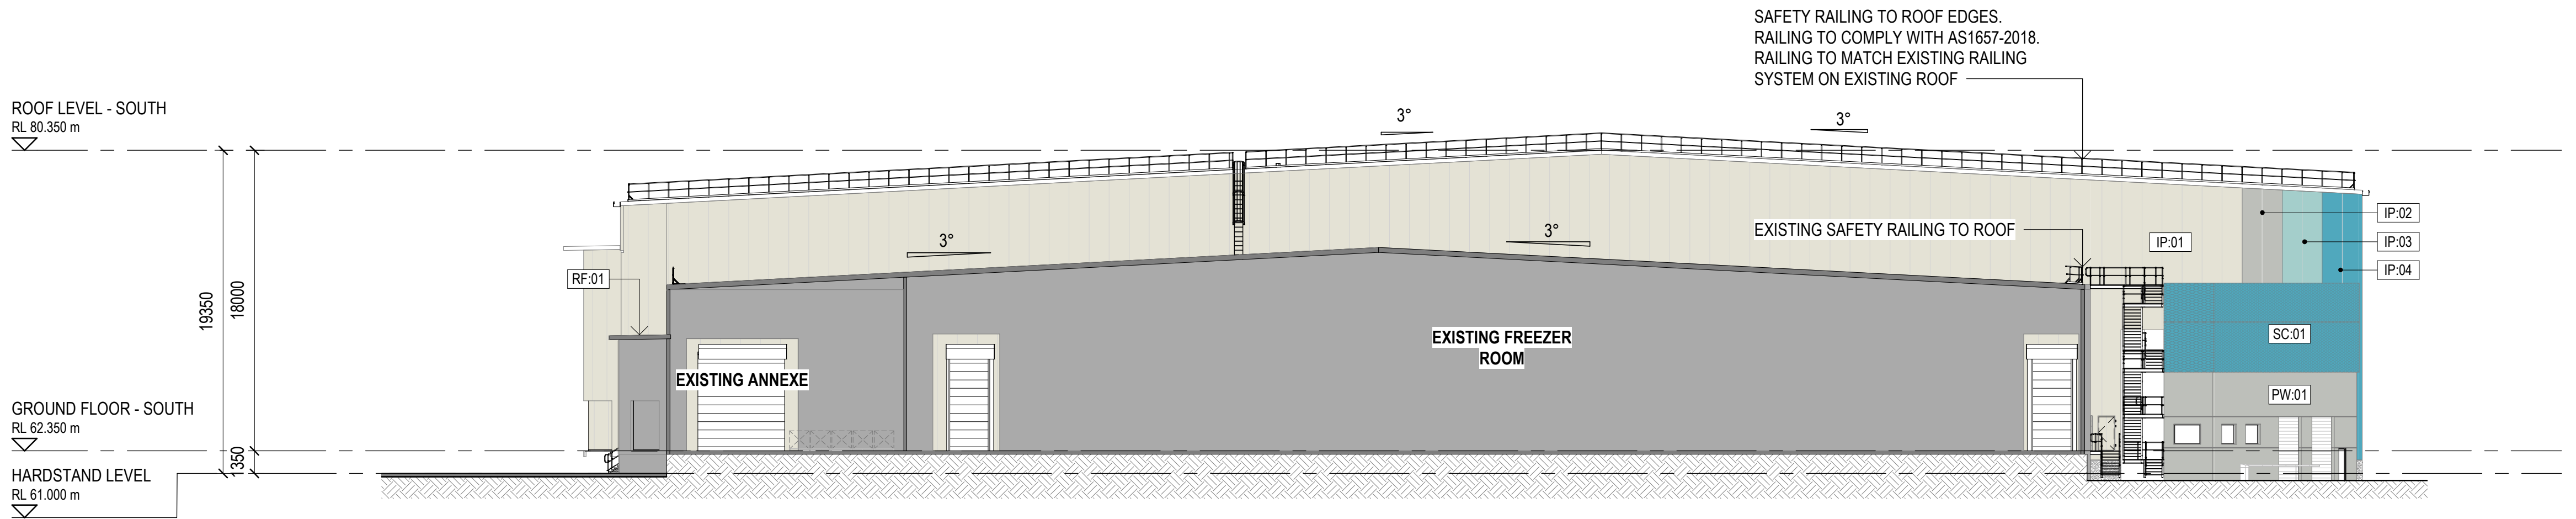 SAFETY RAILING TO ROOF EDGES.
RAILING TO COMPLY WITH AS1657-2018.
RAILING TO MATCH EXISTING RAILING
SYSTEM ON EXISTING ROOF
ROOF LEVEL - SOUTH
RL 80.350 m
3°
3°
IP:02
EXISTING SAFETY RAILING TO ROOF
3°
3°
IP:01
IP:03
RF:01
IP:04
19350
18000
EXISTING FREEZER
ROOM
SC:01
EXISTING ANNEXE
PW:01
GROUND FLOOR - SOUTH
RL 62.350 m
1350
HARDSTAND LEVEL
RL 61.000 m